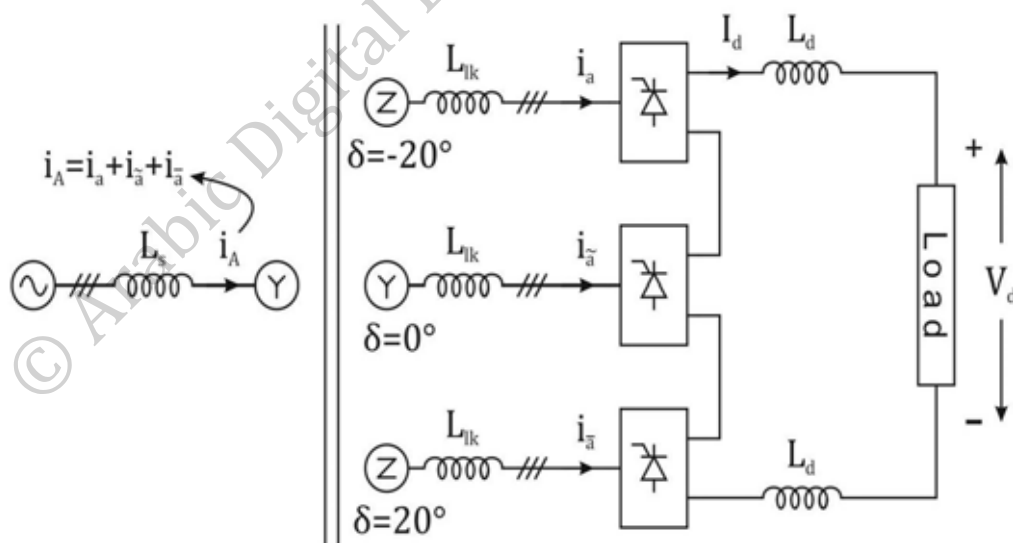 © Arabic Digital
i_A=i_a+i_ã+i_ā
L_s
i_A
Y
Z
L_lk
i_a
δ=-20°
Y
L_lk
i_ã
δ=0°
Z
L_lk
i_ā
δ=20°
I_d
L_d
L_d
+
Load
V_d
-